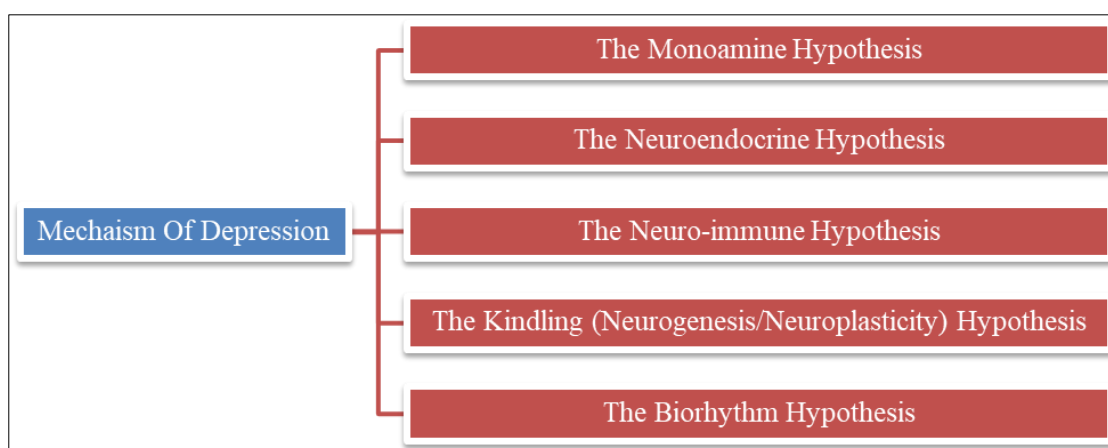 The Monoamine Hypothesis
The Neuroendocrine Hypothesis
Mechaism Of Depression
The Neuro-immune Hypothesis
The Kindling (Neurogenesis/Neuroplasticity) Hypothesis
The Biorhythm Hypothesis